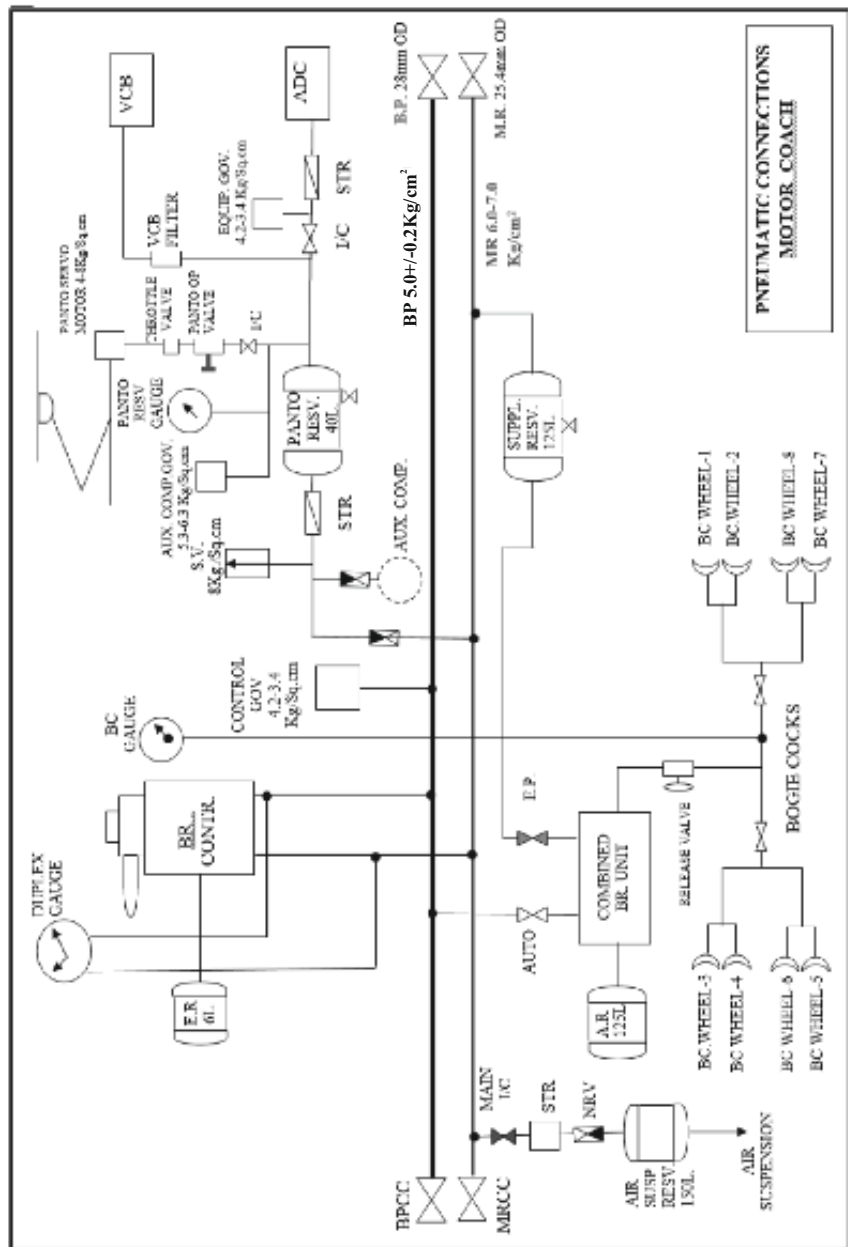 DUPLEX
GAUGE
BR.
CONTR.
E.R
6L
BC
GAUGE
CONTROL
GOV
4.2-3.4
Kg/Sq.cm
AUX. COMP GOV.
5.3-6.3 Kg/Sq.cm
S.V.
8Kg./Sq.cm
STR
AUX. COMP.
PANTO
RESV
GAUGE
PANTO
RESV.
40L
PANTO SERVO
MOTOR 4-8Kg/Sq.cm
THROTTLE
VALVE
PANTO OP
VALVE
I/C
VCB
FILTER
VCB
EQUIP. GOV.
4.2-3.4 Kg/Sq.cm
I/C
STR
ADC
B.P. 28mm OD
M.R. 25.4mm OD
BP 5.0+/-0.2Kg/cm²
MR 6.0-7.0
Kg/cm²
BPCC
MRCC
MAIN
I/C
STR
NRV
AIR
SUSP
RESV.
150L.
AIR
SUSPENSION
AUTO
E.P.
COMBINED
BR. UNIT
A.R
125L
RELEASE VALVE
SUPPL.
RESV.
125L
BOGIE COCKS
BC.WHEEL-3
BC WHEEL-4
BC WHEEL-6
BC WHEEL-5
BC WHEEL-1
BC.WHEEL-2
BC WHEEL-8
BC WHEEL-7
PNEUMATIC CONNECTIONS
MOTOR COACH